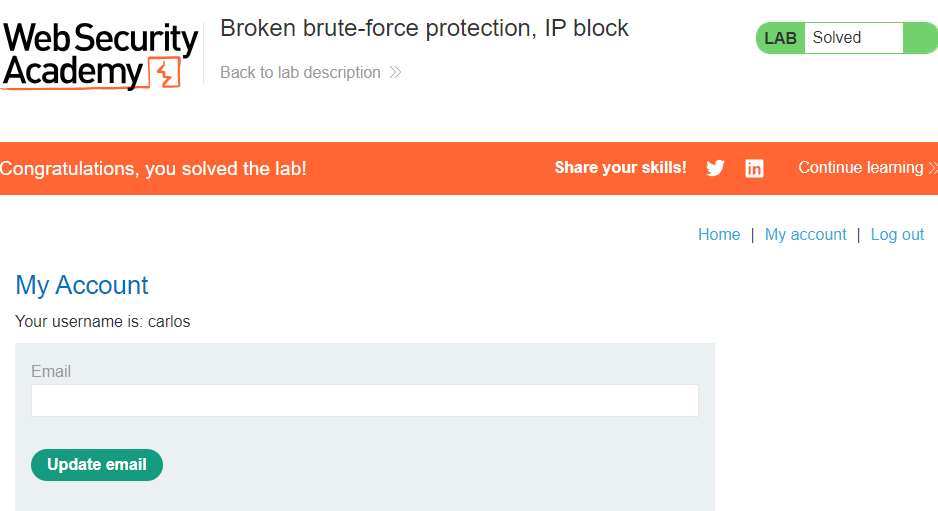 Web Security
Academy
Broken brute-force protection, IP block
Back to lab description
LAB Solved
Congratulations, you solved the lab!
Share your skills!
Continue learning
Home | My account | Log out
My Account
Your username is: carlos
Email
Update email